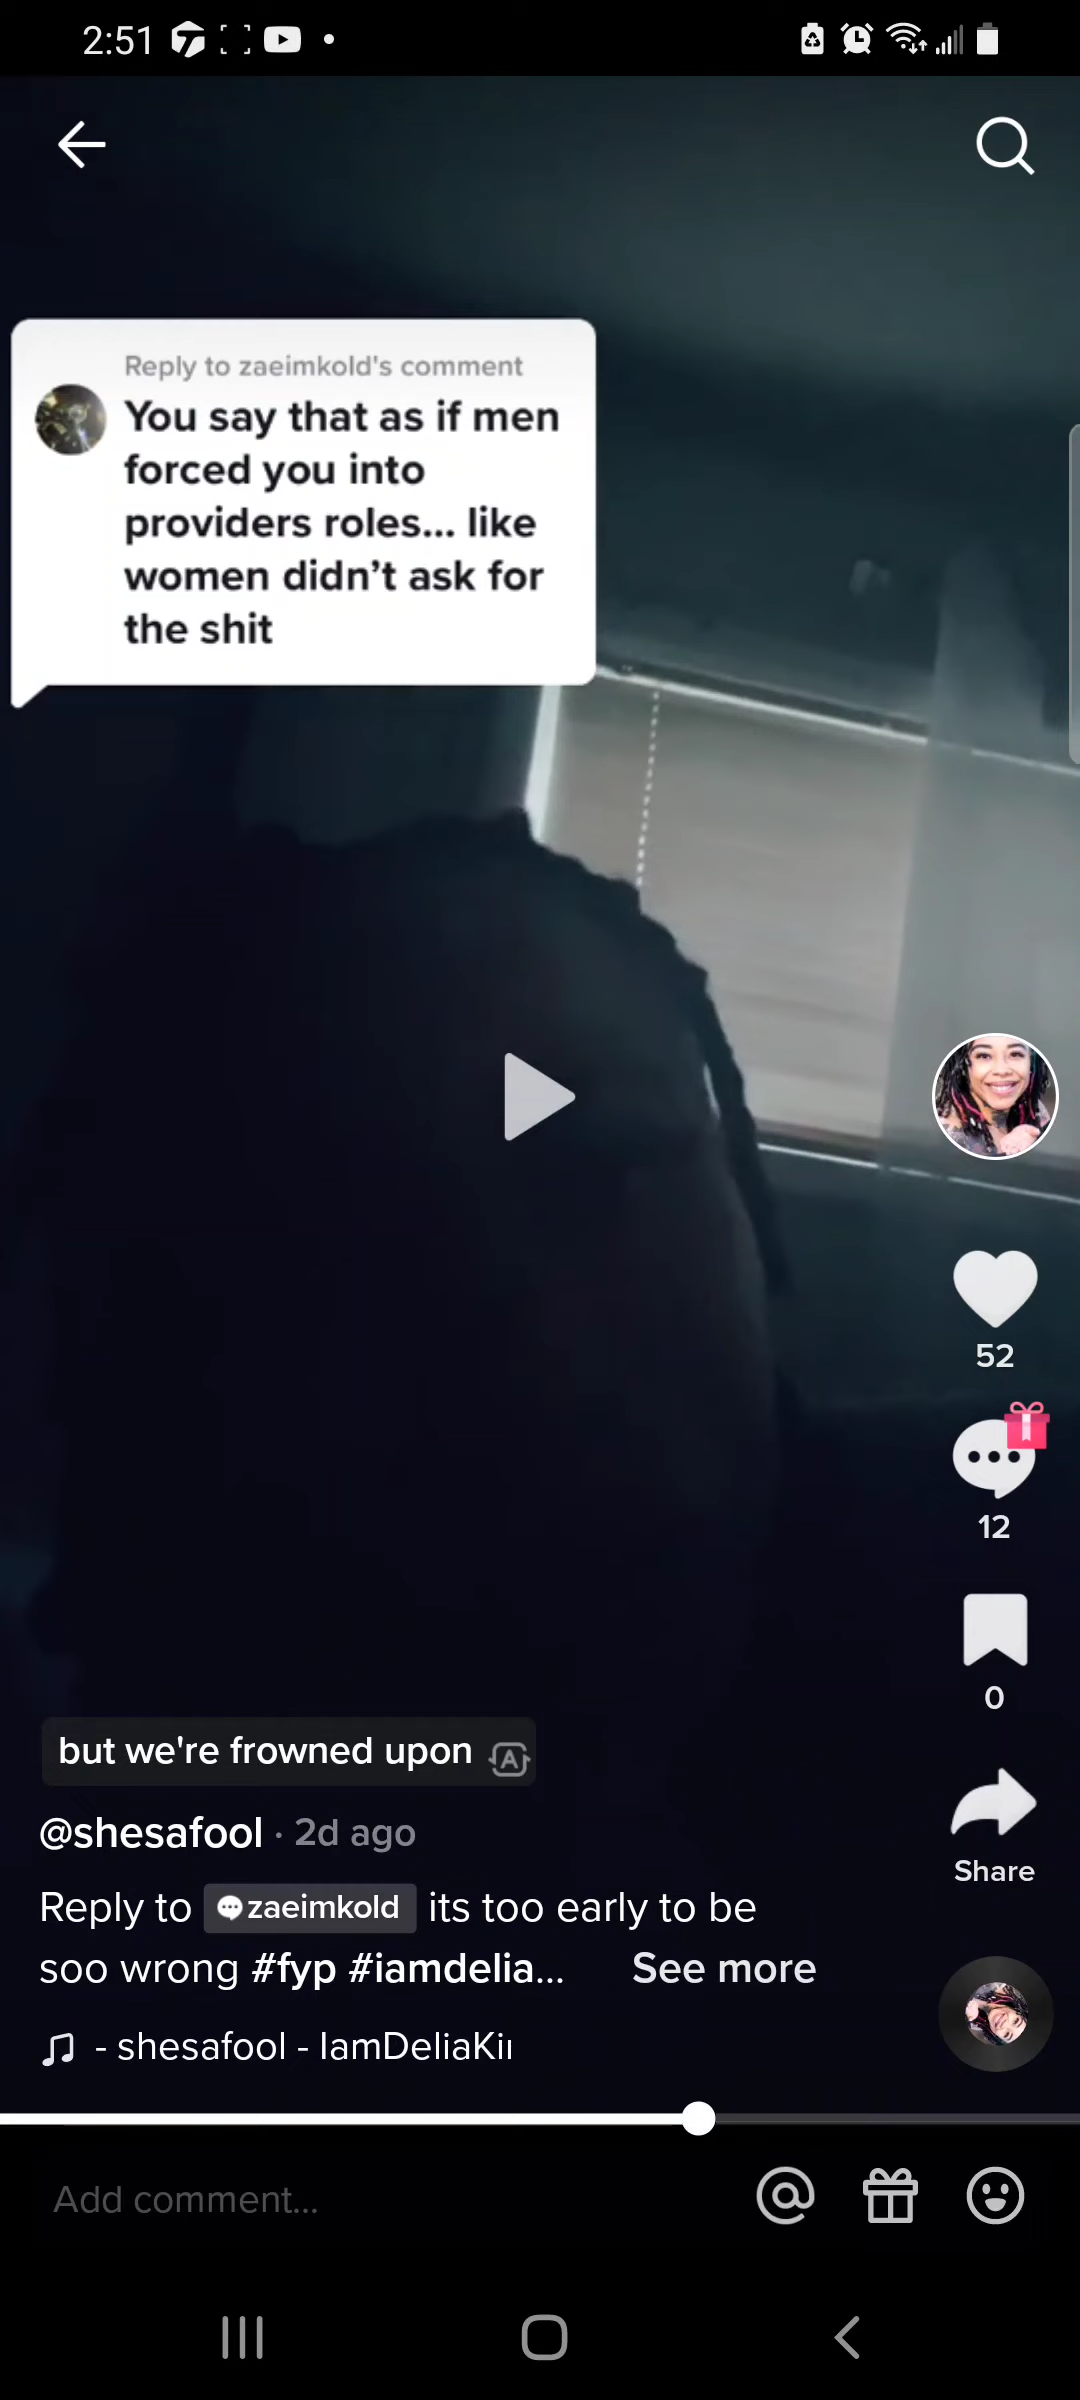 2:51
Reply to zaeimkold's comment
You say that as if men
forced you into
providers roles... like
women didn't ask for
the shit
52
12
0
but we're frowned upon
@shesafool · 2d ago
Share
Reply to zaeimkold its too early to be
soo wrong #fyp #iamdelia... See more
- shesafool - IamDeliaKi
Add comment...